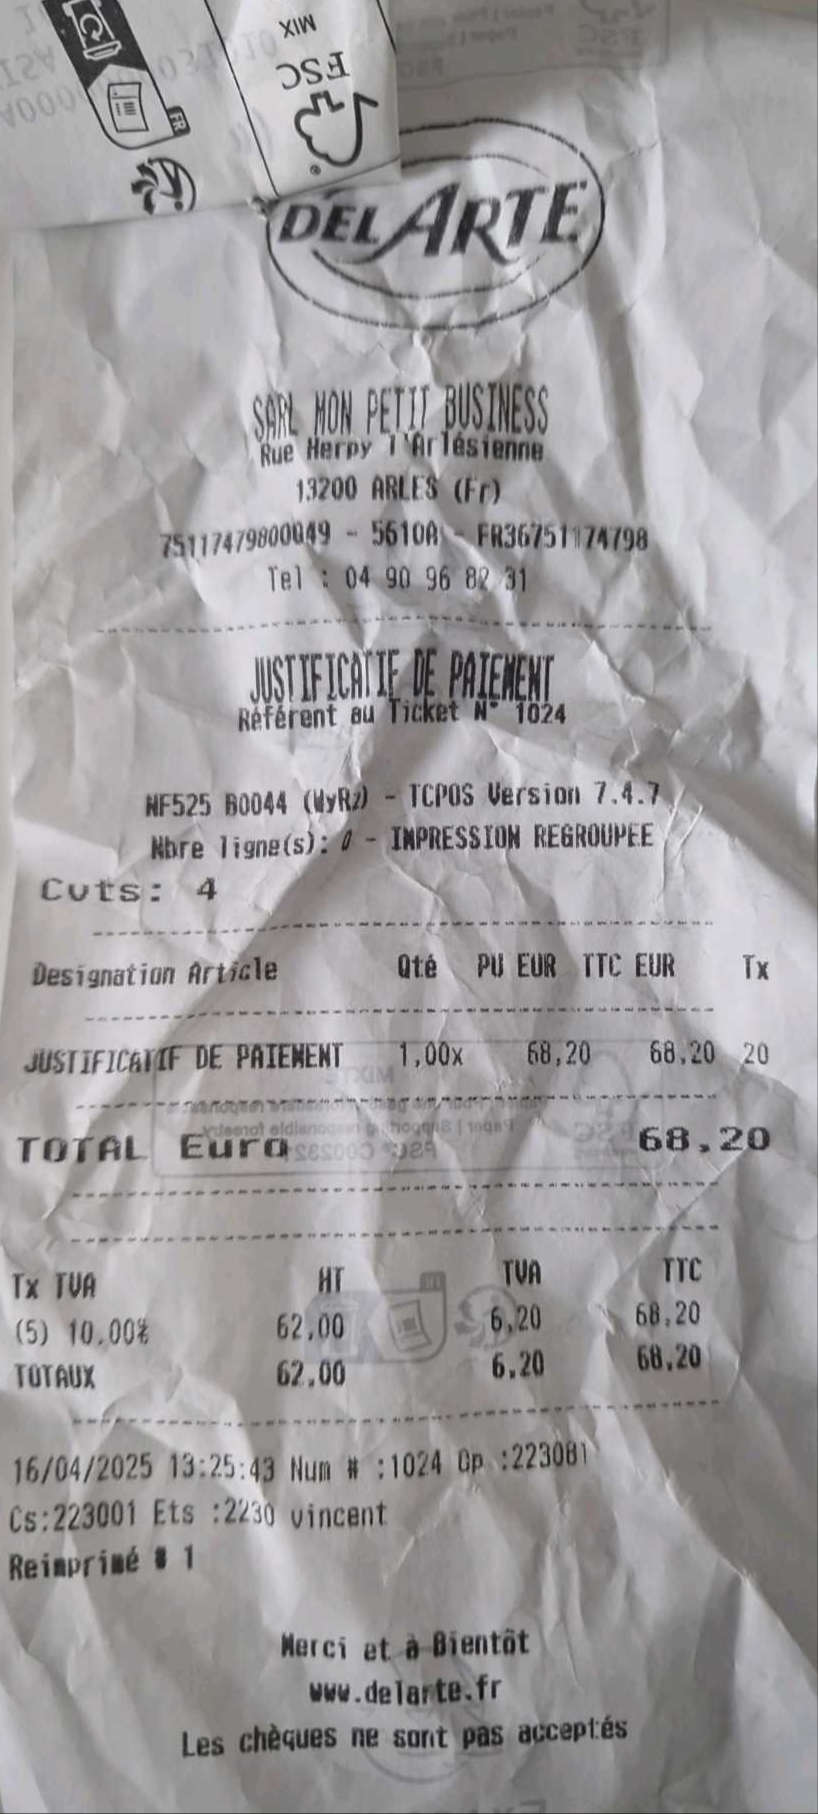 FR
MIX
FSC
DEL ARTE
SARL MON PETIT BUSINESS
Rue Herpy l'Arlésienne
13200 ARLES (Fr)
75117479800049 - 5610A - FR36751174798
Tel : 04 90 96 82 31
JUSTIFICATIF DE PAIEMENT
Référent au Ticket N° 1024
NF525 B0044 (WyRz) - TCPOS Version 7.4.7
Nbre ligne(s): 0 - IMPRESSION REGROUPEE
Cvts: 4
Designation Article Qté PU EUR TTC EUR Tx
JUSTIFICATIF DE PAIEMENT 1,00x 68,20 68,20 20
TOTAL Euro 68,20
Tx TVA HT TVA TTC
(5) 10.00% 62,00 6,20 68,20
TOTAUX 62,00 6,20 68,20
16/04/2025 13:25:43 Num # :1024 Op :223081
Cs:223001 Ets :2230 vincent
Reimprimé # 1
Merci et à Bientôt
www.delarte.fr
Les chèques ne sont pas acceptés